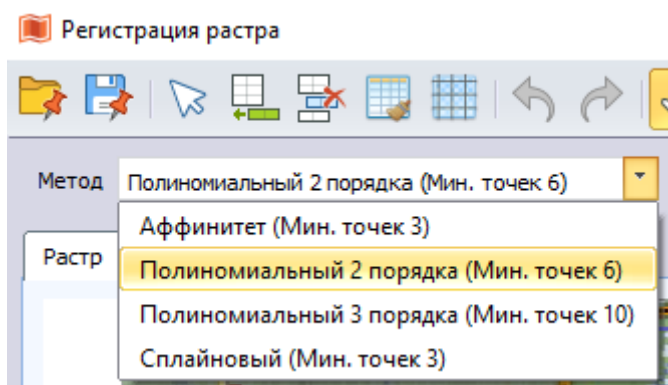 Регистрация растра
Метод Полиномиальный 2 порядка (Мин. точек 6)
Аффинитет (Мин. точек 3)
Растр
Полиномиальный 2 порядка (Мин. точек 6)
Полиномиальный 3 порядка (Мин. точек 10)
Сплайновый (Мин. точек 3)